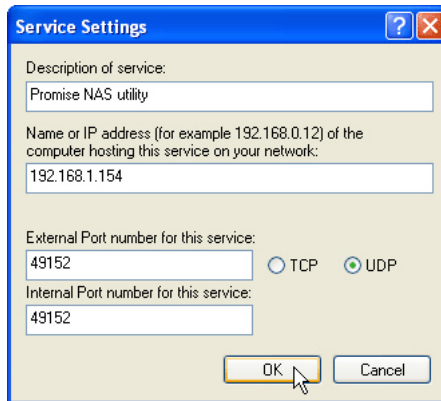 Service Settings
Description of service:
Promise NAS utility
Name or IP address (for example 192.168.0.12) of the
computer hosting this service on your network:
192.168.1.154
External Port number for this service:
49152
TCP
UDP
Internal Port number for this service:
49152
OK
Cancel